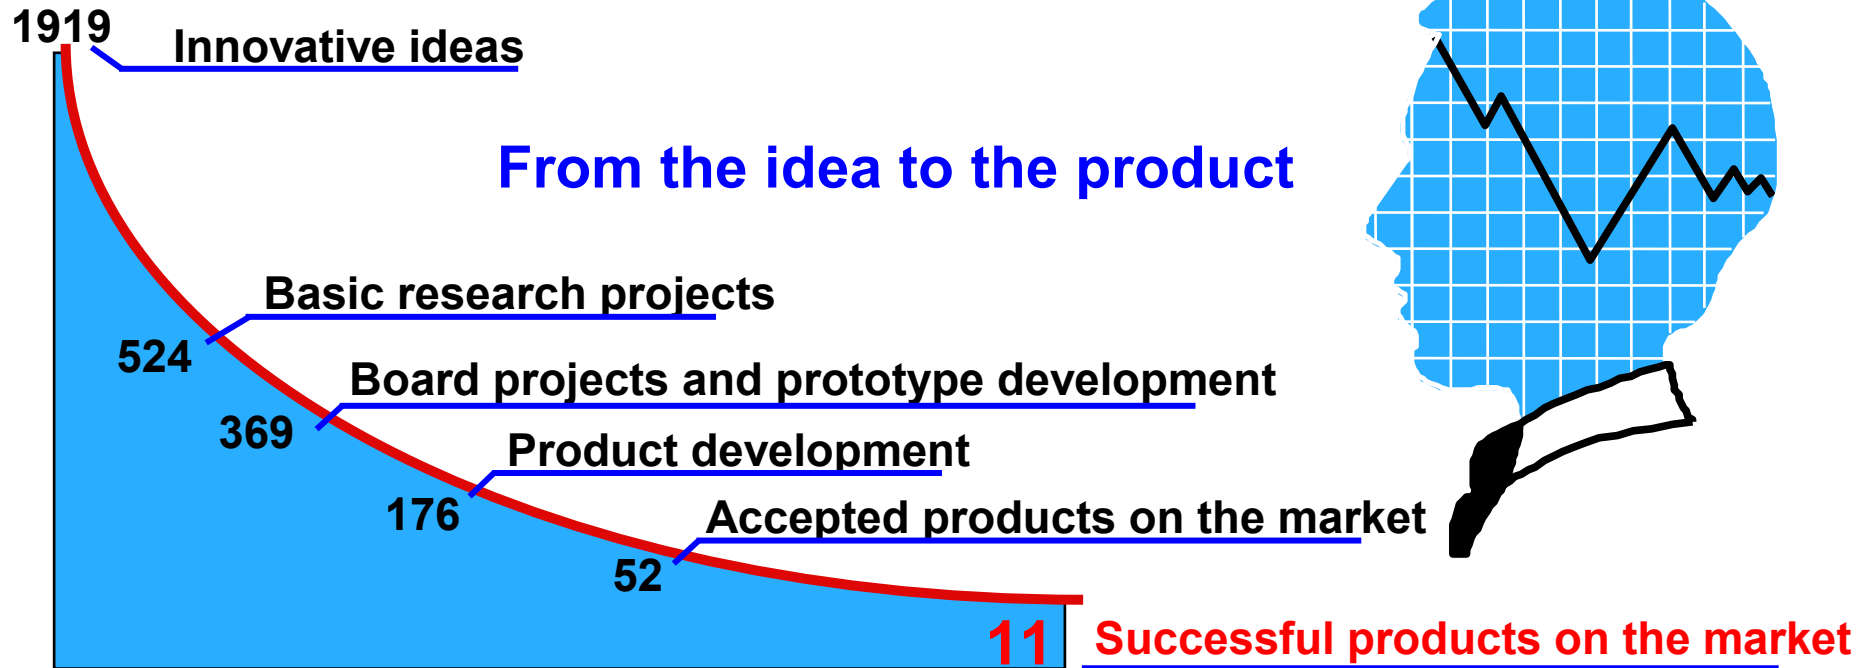 1919
Innovative ideas
From the idea to the product
Basic research projects
524
Board projects and prototype development
369
Product development
176
Accepted products on the market
52
11
Successful products on the market